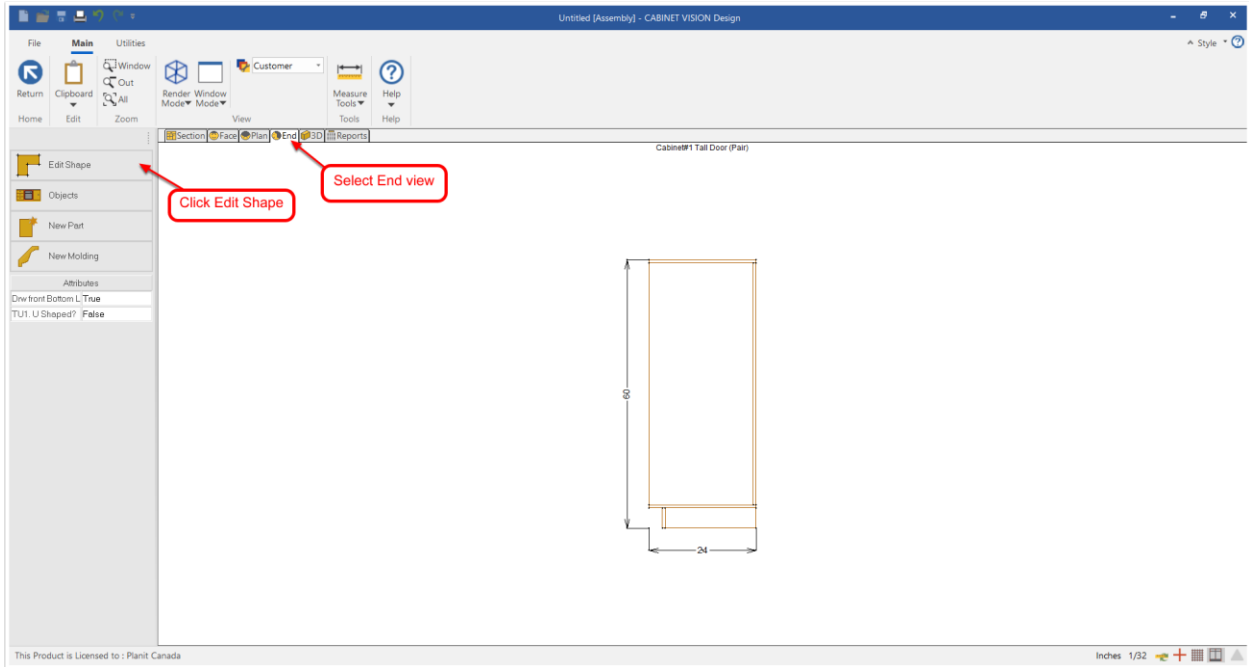 Untitled [Assembly] - CABINET VISION Design
File Main Utilities
Style
Return
Clipboard
Window
Out
All
Render Mode
Window Mode
Customer
Measure Tools
Help
Home Edit Zoom View Tools Help
Section Face Plan End 3D Reports
Cabinet#1 Tall Door (Pair)
Edit Shape
Objects
New Part
New Molding
Attributes
Drw front Bottom L True
TU1. U Shaped? False
Click Edit Shape
Select End view
60
24
This Product is Licensed to : Planit Canada
Inches 1/32